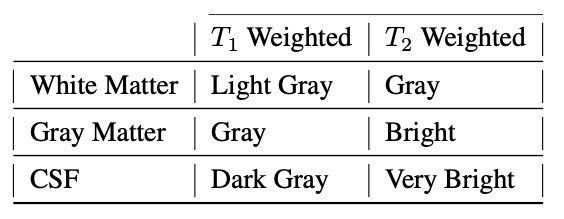 T₁ Weighted T₂ Weighted
White Matter Light Gray Gray
Gray Matter Gray Bright
CSF Dark Gray Very Bright